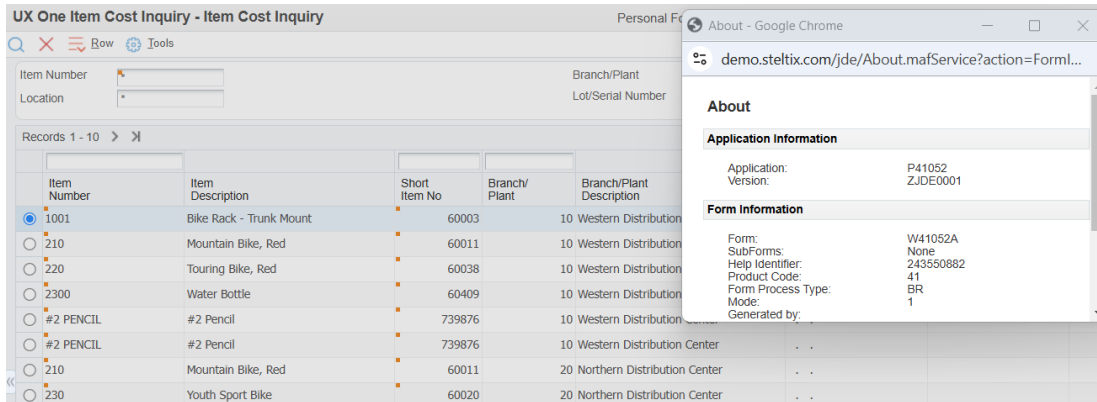 UX One Item Cost Inquiry - Item Cost Inquiry
Personal
Row Tools
Item Number *
Branch/Plant
Location *
Lot/Serial Number
Records 1 - 10
Item Number
Item Description
Short Item No
Branch/ Plant
Branch/Plant Description
1001 Bike Rack - Trunk Mount 60003 10 Western Distribution
210 Mountain Bike, Red 60011 10 Western Distribution
220 Touring Bike, Red 60038 10 Western Distribution
2300 Water Bottle 60409 10 Western Distribution
#2 PENCIL #2 Pencil 739876 10 Western Distribution Center
#2 PENCIL #2 Pencil 739876 10 Western Distribution Center . .
210 Mountain Bike, Red 60011 20 Northern Distribution Center . .
230 Youth Sport Bike 60020 20 Northern Distribution Center . .
About - Google Chrome
demo.steltix.com/jde/About.mafService?action=FormI...
About
Application Information
Application: P41052
Version: ZJDE0001
Form Information
Form: W41052A
SubForms: None
Help Identifier: 243550882
Product Code: 41
Form Process Type: BR
Mode: 1
Generated by: